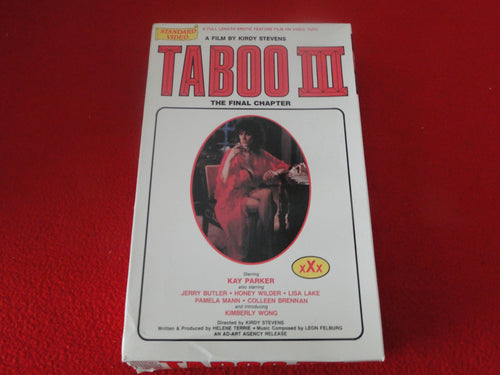 STANDARD
VIDEO
A FULL LENGTH EROTIC FEATURE FILM ON VIDEO TAPE!
A FILM BY KIRDY STEVENS
TABOO III
THE FINAL CHAPTER
Starring
KAY PARKER
also starring
JERRY BUTLER • HONEY WILDER • LISA LAKE
PAMELA MANN • COLLEEN BRENNAN
and introducing
KIMBERLY WONG
Directed by KIRDY STEVENS
Written & Produced by HELENE TERRIE • Music Composed by LEON FELBURG
AN AD-ART AGENCY RELEASE
xXx